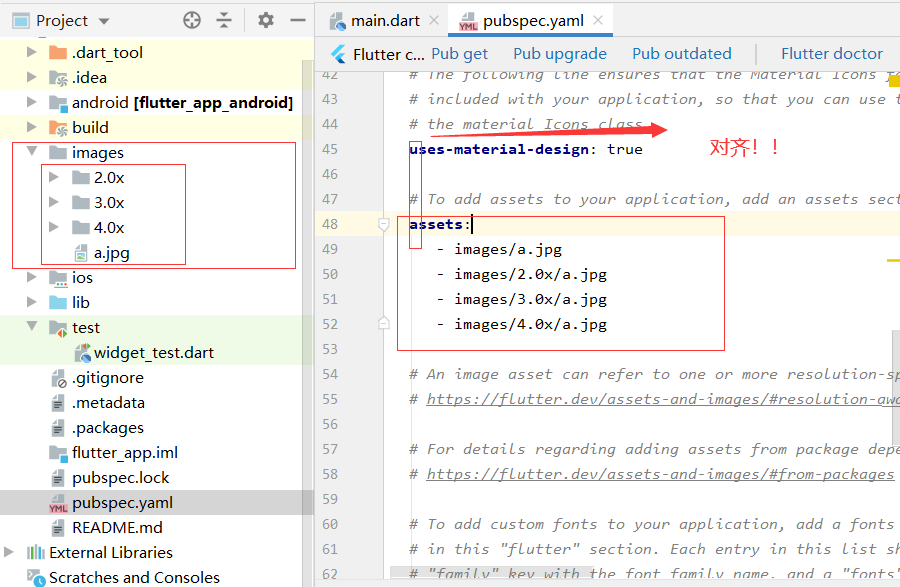 Project
main.dart
pubspec.yaml
Flutter c... Pub get Pub upgrade Pub outdated Flutter doctor
.dart_tool
.idea
android [flutter_app_android]
build
images
2.0x
3.0x
4.0x
a.jpg
ios
lib
test
widget_test.dart
.gitignore
.metadata
.packages
flutter_app.iml
pubspec.lock
pubspec.yaml
README.md
External Libraries
Scratches and Consoles
42 # The following line ensures that the Material Icons f
43 # included with your application, so that you can use t
44 # the material Icons class.
45 uses-material-design: true
对齐！！
46
47 # To add assets to your application, add an assets sect
48 assets:
49 - images/a.jpg
50 - images/2.0x/a.jpg
51 - images/3.0x/a.jpg
52 - images/4.0x/a.jpg
53
54 # An image asset can refer to one or more resolution-sp
55 # https://flutter.dev/assets-and-images/#resolution-awa
56
57 # For details regarding adding assets from package depe
58 # https://flutter.dev/assets-and-images/#from-packages
59
60 # To add custom fonts to your application, add a fonts
61 # in this "flutter" section. Each entry in this list sh
62 # "family" key with the font family name, and a "fonts"